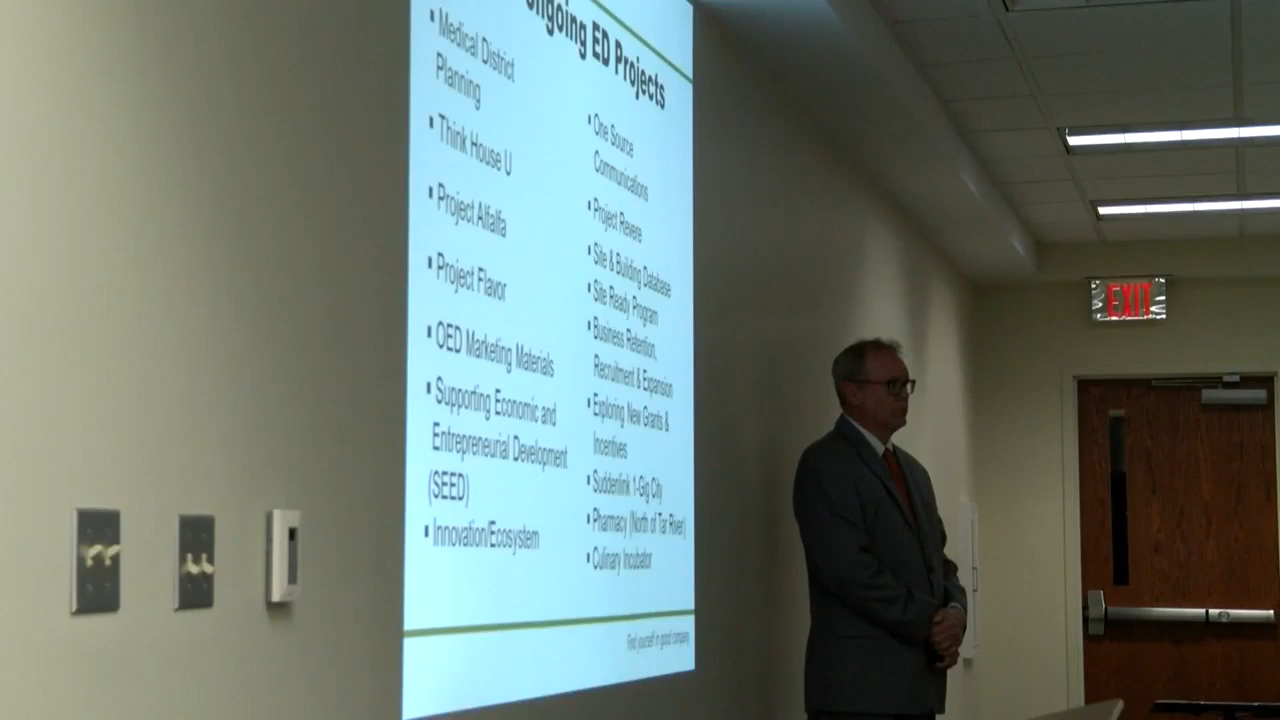 ongoing ED Projects
▪ Medical District
Planning
▪ Think House U
▪ Project Alfalfa
▪ Project Flavor
▪ OED Marketing Materials
▪ Supporting Economic and
Entrepreneurial Development
(SEED)
▪ Innovation/Ecosystem
▪ One Source
Communications
▪ Project Revere
▪ Site & Building Database
▪ Site Ready Program
▪ Business Retention,
Recruitment & Expansion
▪ Exploring New Grants &
Incentives
▪ Suddenlink 1-Gig City
▪ Pharmacy (North of Tar River)
▪ Culinary Incubator
Find yourself in good company
EXIT